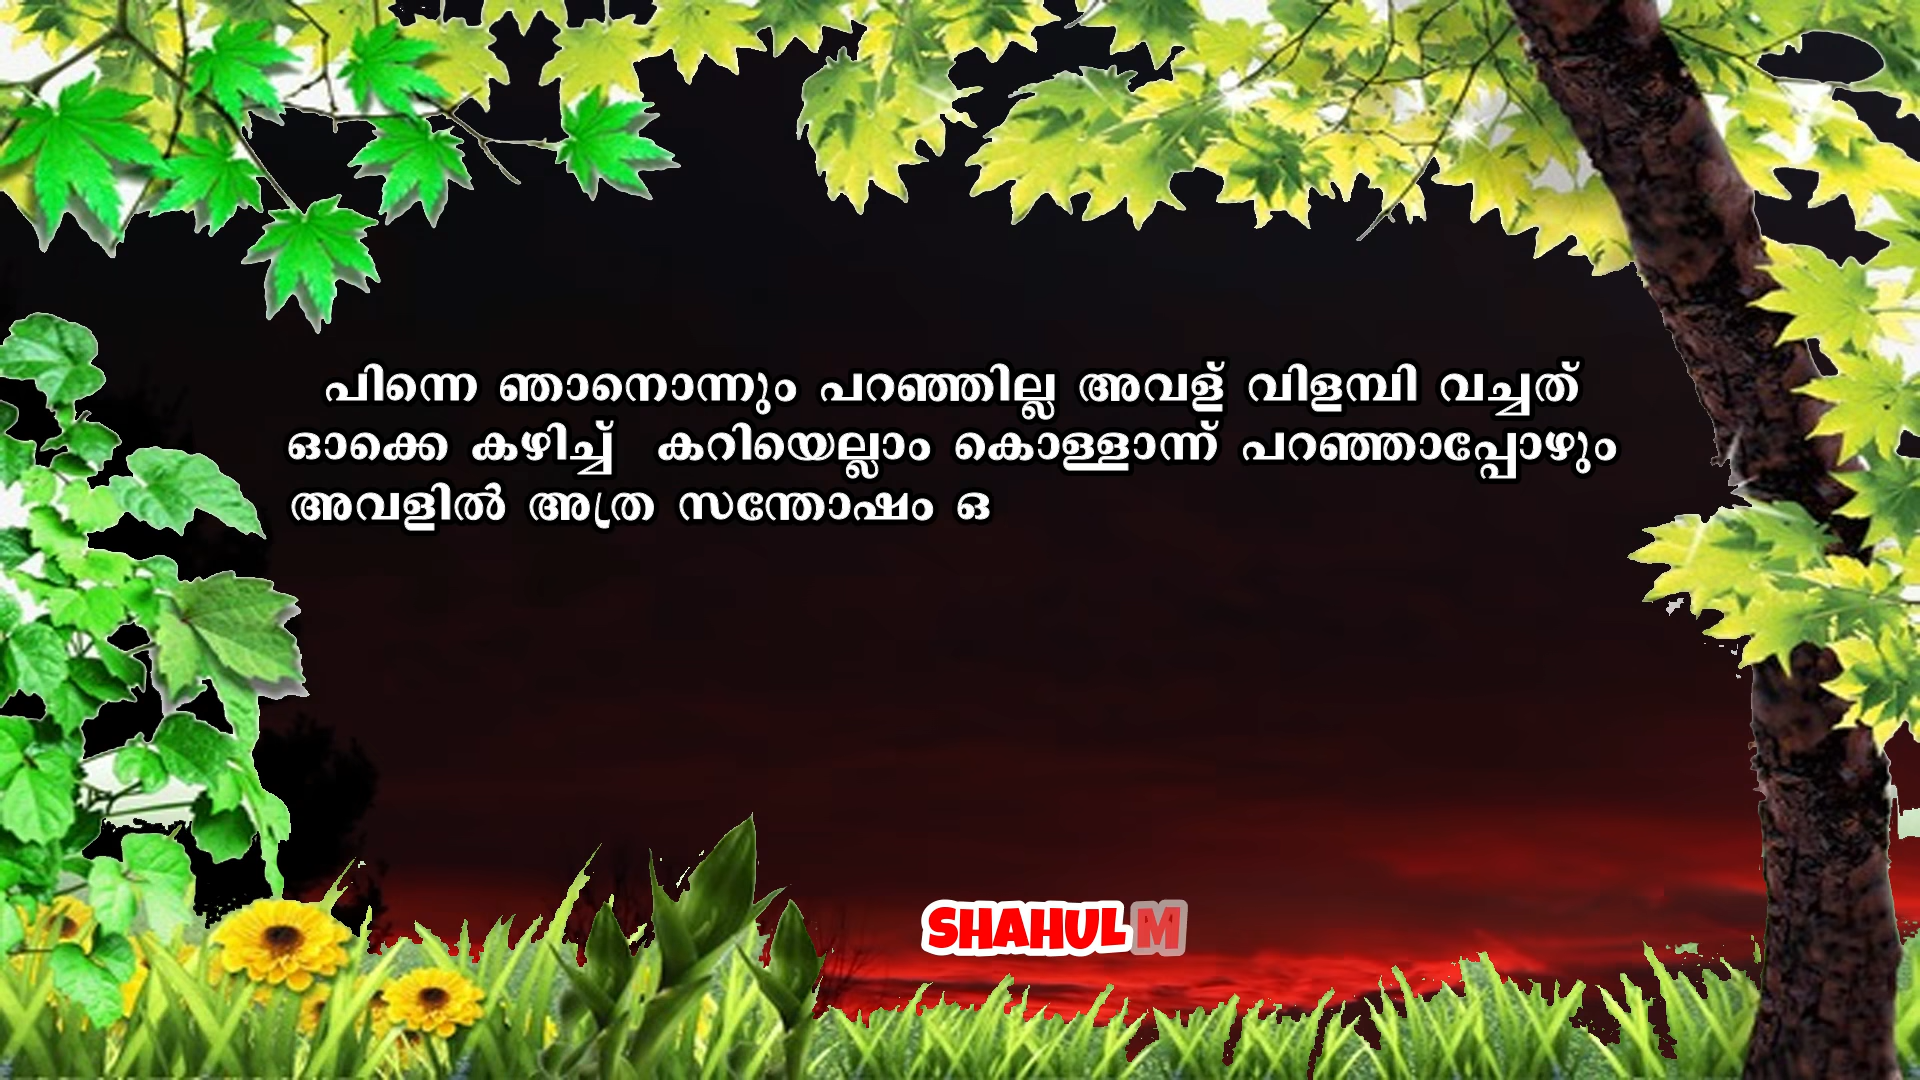 പിന്നെ ഞാനൊന്നും പറഞ്ഞില്ല അവള് വിളമ്പി വച്ചത്
ഓക്കെ കഴിച്ച് കറിയെല്ലാം കൊള്ളാന്ന് പറഞ്ഞാപ്പോഴും
അവളിൽ അത്ര സന്തോഷം ഒ
SHAHUL M